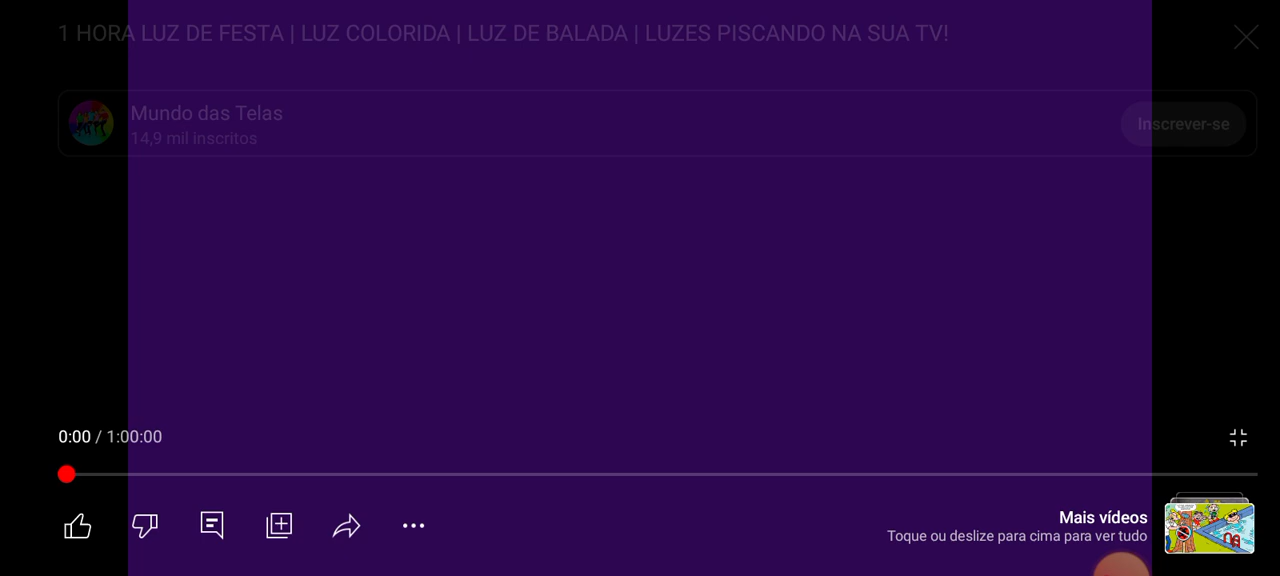 1 HORA LUZ DE FESTA | LUZ COLORIDA | LUZ DE BALADA | LUZES PISCANDO NA SUA TV!
Mundo das Telas
14,9 mil inscritos
Inscrever-se
0:00 / 1:00:00
Mais vídeos
Toque ou deslize para cima para ver tudo